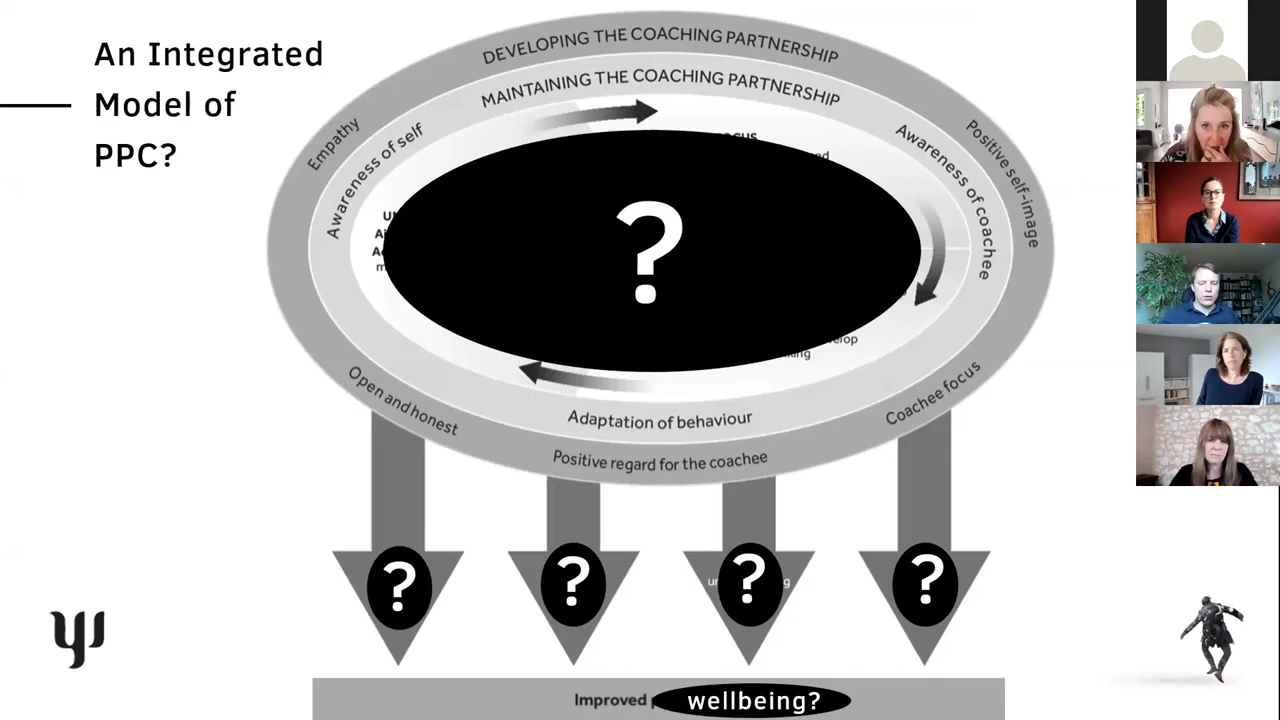 An Integrated
Model of
PPC?
DEVELOPING THE COACHING PARTNERSHIP
MAINTAINING THE COACHING PARTNERSHIP
Empathy
Awareness of self
Awareness of coachee
Positive self-image
?
Open and honest
Adaptation of behaviour
Coachee focus
Positive regard for the coachee
? ? ? ?
Improved wellbeing?